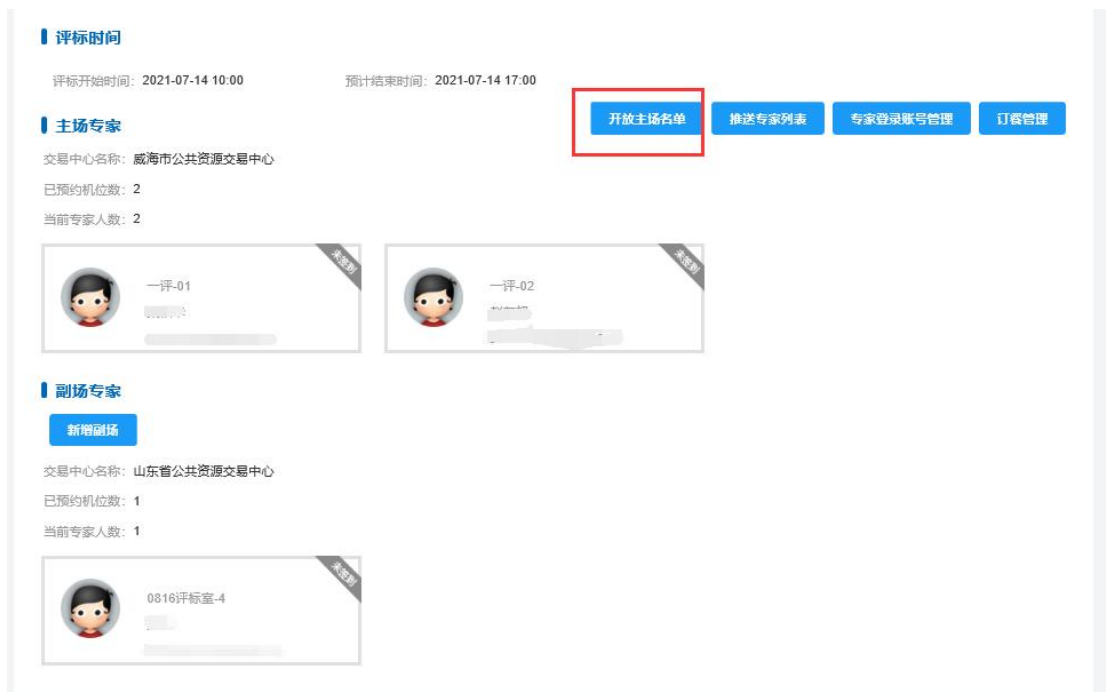 评标时间
评标开始时间：2021-07-14 10:00 预计结束时间：2021-07-14 17:00
开放主场名单 推送专家列表 专家登录账号管理 订餐管理
主场专家
交易中心名称：威海市公共资源交易中心
已预约机位数：2
当前专家人数：2
未签到 未签到
一评-01 一评-02
副场专家
新增副场
交易中心名称：山东省公共资源交易中心
已预约机位数：1
当前专家人数：1
未签到
0816评标室-4